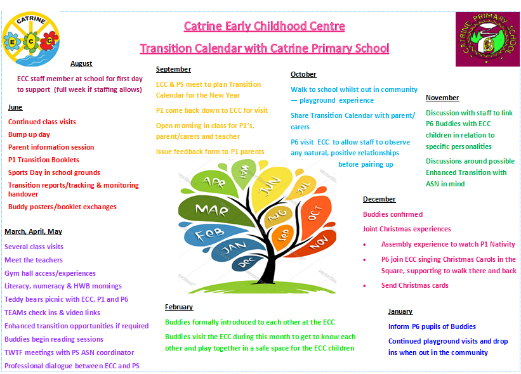 Catrine Early Childhood Centre
Transition Calendar with Catrine Primary School
CATRINE
E C C
August
ECC staff member at school for first day
to support (full week if staffing allows)
June
Continued class visits
Bump up day
Parent information session
P1 Transition Booklets
Sports Day in school grounds
Transition reports/tracking & monitoring
handover
Buddy posters/booklet exchanges
March, April, May
Several class visits
Meet the teachers
Gym hall access/experiences
Literacy, numeracy & HWB mornings
Teddy bears picnic with ECC, P1 and P6
TEAMs check ins & video links
Enhanced transition opportunities if required
Buddies begin reading sessions
TWTF meetings with PS ASN coordinator
Professional dialogue between ECC and PS
September
ECC & PS meet to plan Transition
Calendar for the New Year
P1 come back down to ECC for visit
Open morning in class for P1's,
parent/carers and teacher
Issue feedback form to P1 parents
October
Walk to school whilst out in community
— playground experience
Share Transition Calendar with parent/
carers
P6 visit ECC to allow staff to observe
any natural, positive relationships
before pairing up
November
Discussion with staff to link
P6 Buddies with ECC
children in relation to
specific personalities
Discussions around possible
Enhanced Transition with
ASN in mind
December
Buddies confirmed
Joint Christmas experiences
• Assembly experience to watch P1 Nativity
• P6 join ECC singing Christmas Carols in the
Square, supporting to walk there and back
• Send Christmas cards
January
Inform P6 pupils of Buddies
Continued playground visits and drop
ins when out in the community
February
Buddies formally introduced to each other at the ECC
Buddies visit the ECC during this month to get to know each
other and play together in a safe space for the ECC children
APR
MAY
JUN
JUL
MAR
AUG
OCT
FEB
SEP
JAN
NOV
DEC